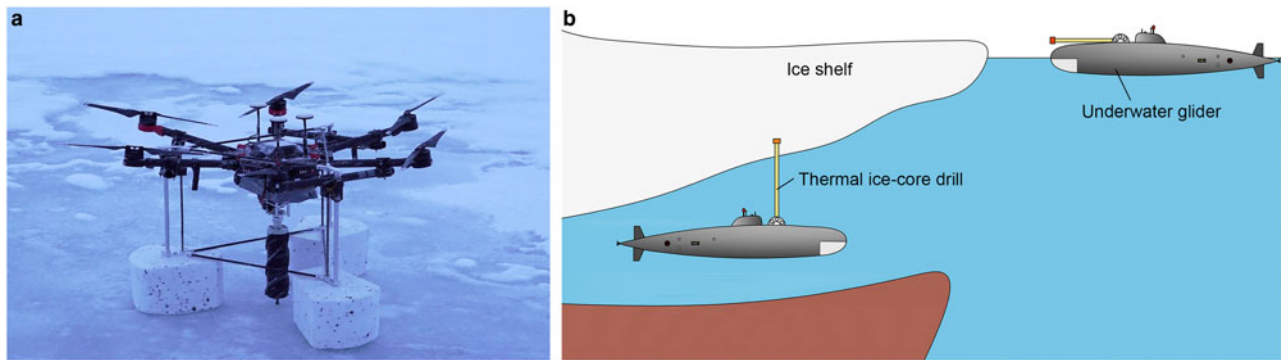 a
b
Ice shelf
Underwater glider
Thermal ice-core drill